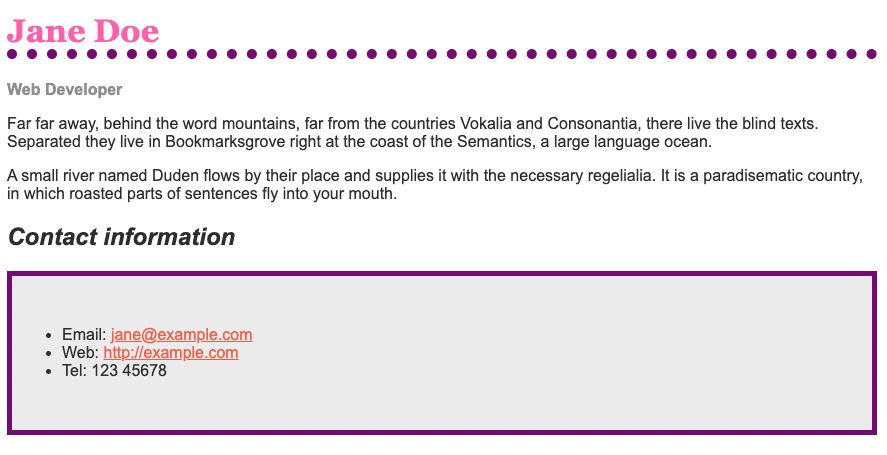 Jane Doe
Web Developer
Far far away, behind the word mountains, far from the countries Vokalia and Consonantia, there live the blind texts.
Separated they live in Bookmarksgrove right at the coast of the Semantics, a large language ocean.
A small river named Duden flows by their place and supplies it with the necessary regelialia. It is a paradisematic country,
in which roasted parts of sentences fly into your mouth.
Contact information
• Email: jane@example.com
• Web: http://example.com
• Tel: 123 45678